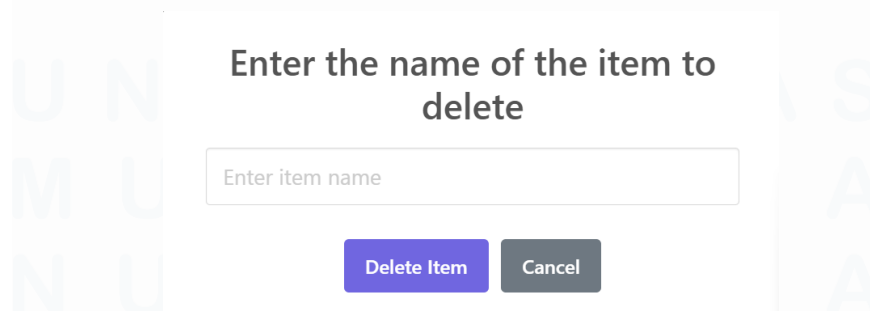 Enter the name of the item to
delete
Enter item name
Delete Item
Cancel